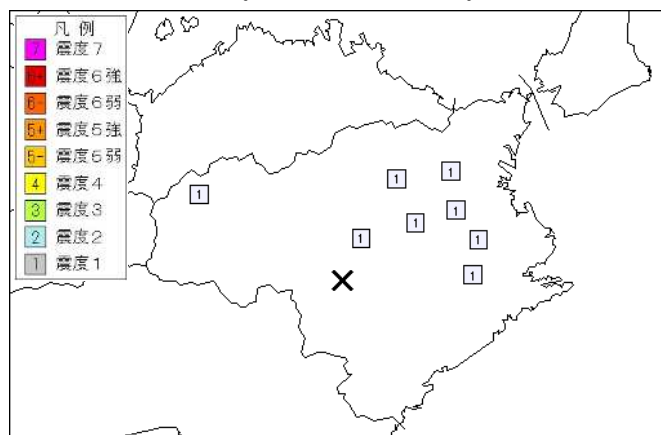 凡例
7 震度7
6+ 震度6強
6- 震度6弱
5+ 震度5強
5- 震度5弱
4 震度4
3 震度3
2 震度2
1 震度1
1
1
1
1
1
1
1
1